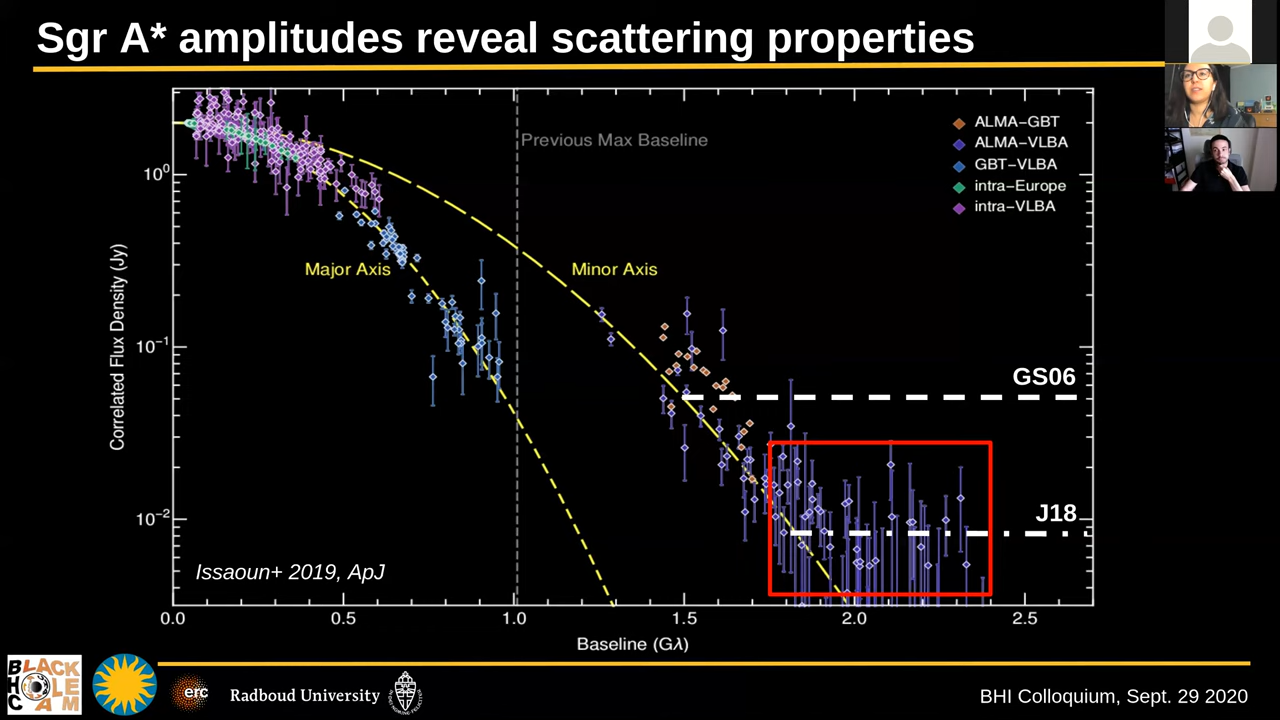 Sgr A* amplitudes reveal scattering properties
Previous Max Baseline
ALMA-GBT
ALMA-VLBA
GBT-VLBA
intra-Europe
intra-VLBA
10⁰
Major Axis
Minor Axis
Correlated Flux Density (Jy)
10⁻¹
GS06
10⁻²
J18
Issaoun+ 2019, ApJ
0.0 0.5 1.0 1.5 2.0 2.5
Baseline (Gλ)
BLACK
HOLE
CAM
erc
Radboud University
BHI Colloquium, Sept. 29 2020